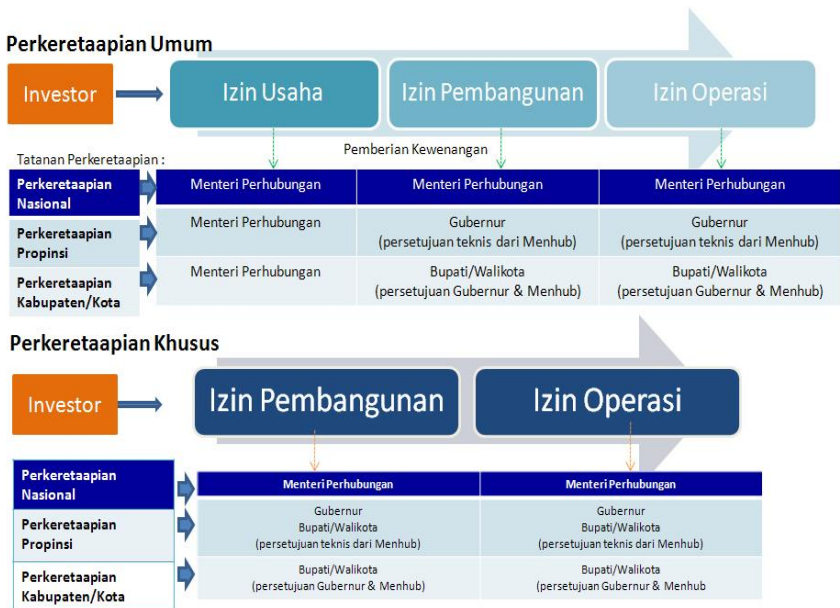 Perkeretaapian Umum
Investor
Izin Usaha
Izin Pembangunan
Izin Operasi
Pemberian Kewenangan
Tatanan Perkeretaapian :
Perkeretaapian
Nasional
Menteri Perhubungan
Menteri Perhubungan
Menteri Perhubungan
Perkeretaapian
Propinsi
Menteri Perhubungan
Gubernur
(persetujuan teknis dari Menhub)
Gubernur
(persetujuan teknis dari Menhub)
Perkeretaapian
Kabupaten/Kota
Menteri Perhubungan
Bupati/Walikota
(persetujuan Gubernur & Menhub)
Bupati/Walikota
(persetujuan Gubernur & Menhub)
Perkeretaapian Khusus
Investor
Izin Pembangunan
Izin Operasi
Perkeretaapian
Nasional
Menteri Perhubungan
Menteri Perhubungan
Perkeretaapian
Propinsi
Gubernur
Bupati/Walikota
(persetujuan teknis dari Menhub)
Gubernur
Bupati/Walikota
(persetujuan teknis dari Menhub)
Perkeretaapian
Kabupaten/Kota
Bupati/Walikota
(persetujuan Gubernur & Menhub)
Bupati/Walikota
(persetujuan Gubernur & Menhub